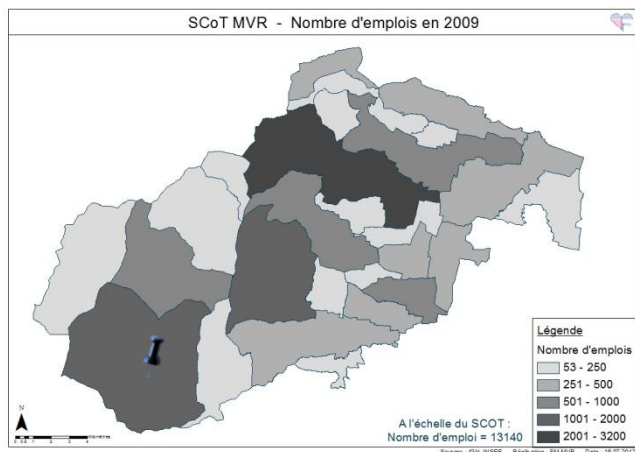 SCoT MVR - Nombre d'emplois en 2009
Légende
Nombre d'emplois
53 - 250
251 - 500
501 - 1000
1001 - 2000
2001 - 3200
N
A l'échelle du SCOT :
Nombre d'emploi = 13140